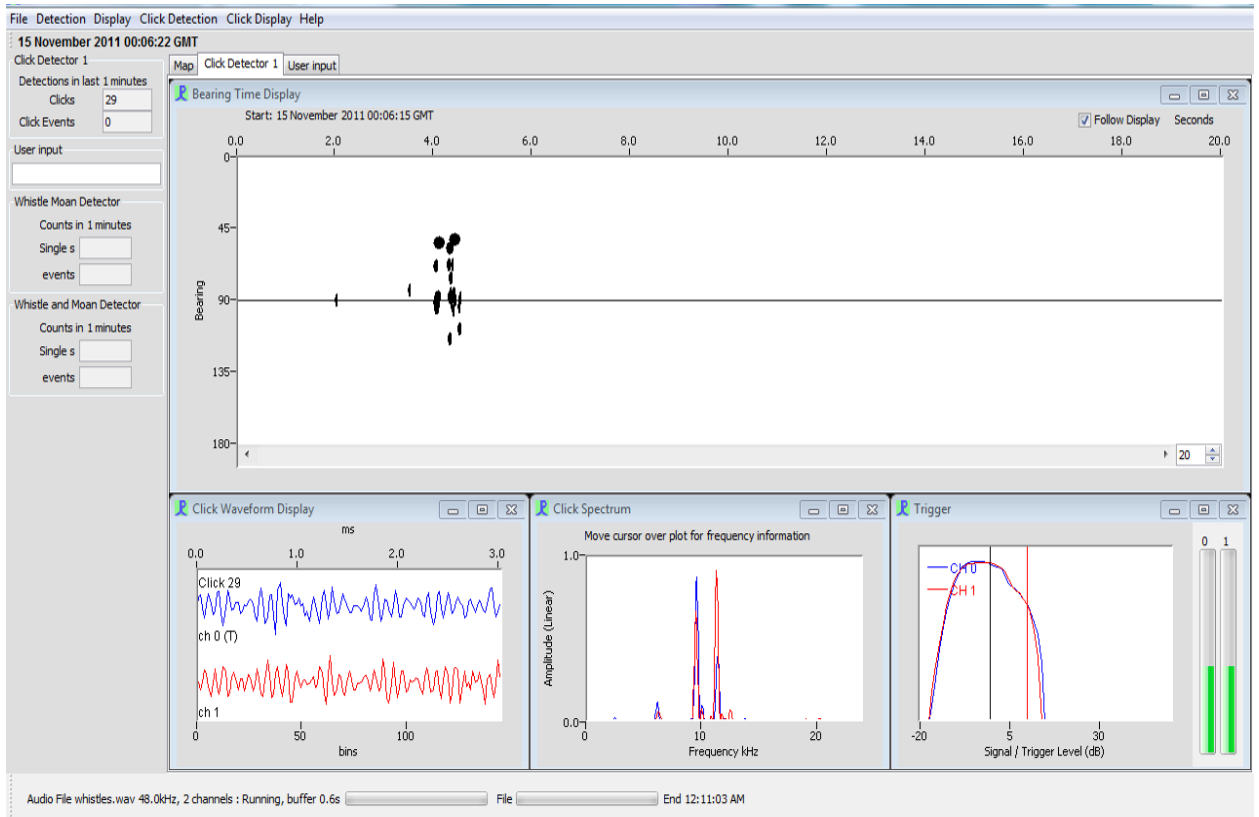 File Detection Display Click Detection Click Display Help
15 November 2011 00:06:22 GMT
Click Detector 1
Detections in last 1 minutes
Clicks 29
Click Events 0
User input
Whistle Moan Detector
Counts in 1 minutes
Single s
events
Whistle and Moan Detector
Counts in 1 minutes
Single s
events
Map Click Detector 1 User input
Bearing Time Display
Start: 15 November 2011 00:06:15 GMT
Follow Display Seconds
0.0 2.0 4.0 6.0 8.0 10.0 12.0 14.0 16.0 18.0 20.0
0
45
90
135
180
Bearing
20
Click Waveform Display
ms
0.0 1.0 2.0 3.0
Click 29
ch 0 (T)
ch 1
0 50 100
bins
Click Spectrum
Move cursor over plot for frequency information
1.0
0.0
Amplitude (Linear)
0 10 20
Frequency kHz
Trigger
CH 0
CH 1
-20 5 30
Signal / Trigger Level (dB)
0 1
Audio File whistles.wav 48.0kHz, 2 channels : Running, buffer 0.6s File End 12:11:03 AM